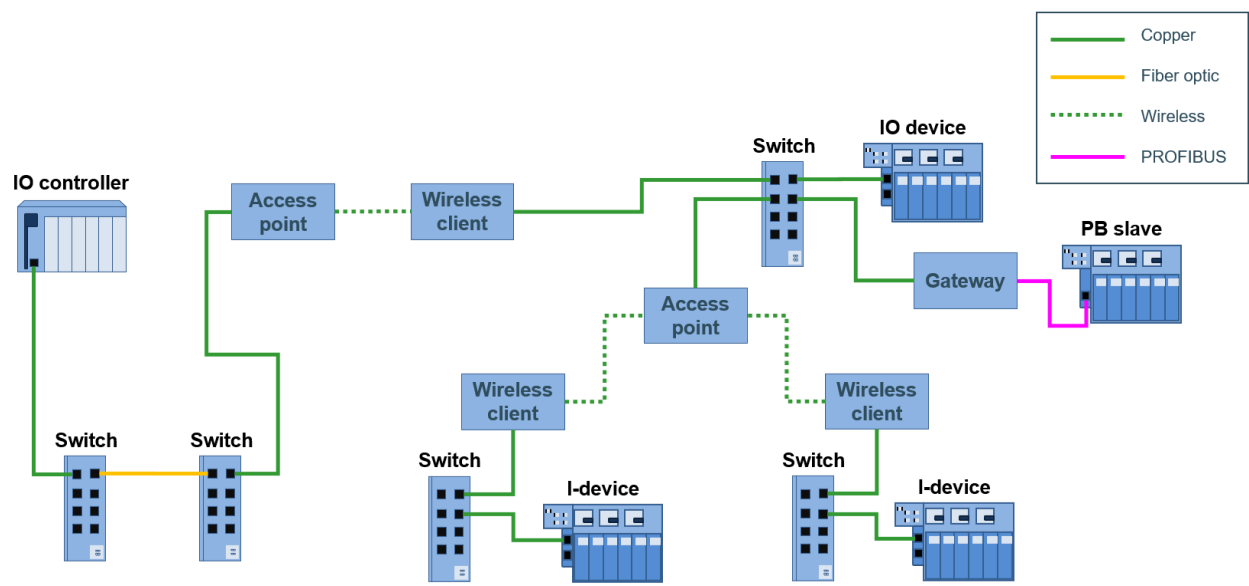 Copper
Fiber optic
Wireless
PROFIBUS
IO device
Switch
IO controller
Access
point
Wireless
client
PB slave
Gateway
Access
point
Wireless
client
Wireless
client
Switch
Switch
Switch
I-device
Switch
I-device